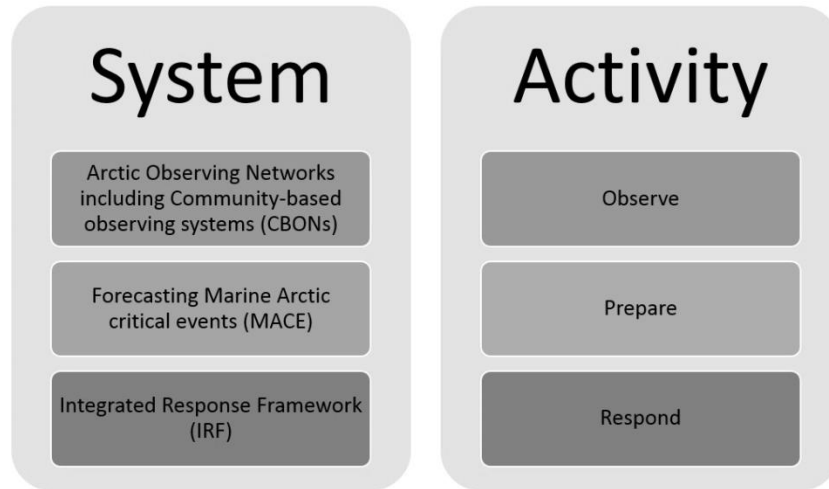 System
Arctic Observing Networks
including Community-based
observing systems (CBONs)
Forecasting Marine Arctic
critical events (MACE)
Integrated Response Framework
(IRF)
Activity
Observe
Prepare
Respond